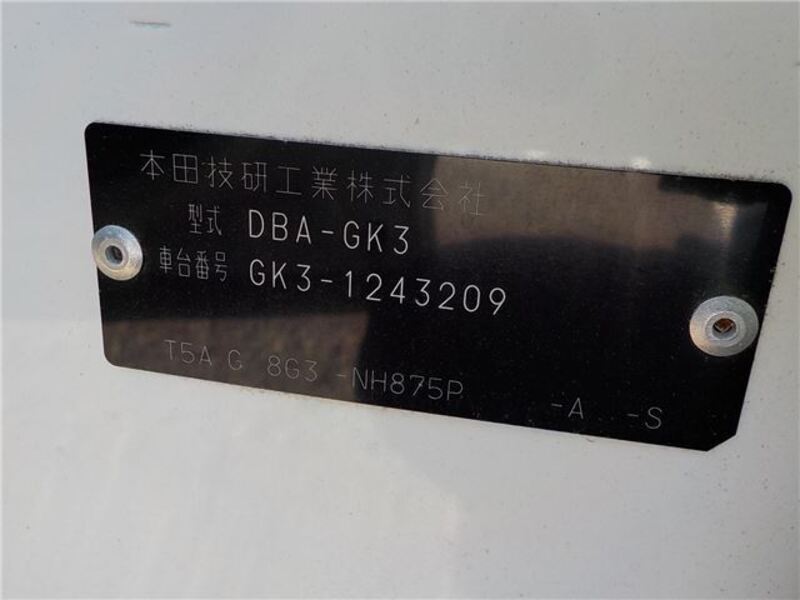 本田技研工業株式会社
型式 DBA-GK3
車台番号 GK3-1243209
T5A G 8G3 -NH875P -A -S